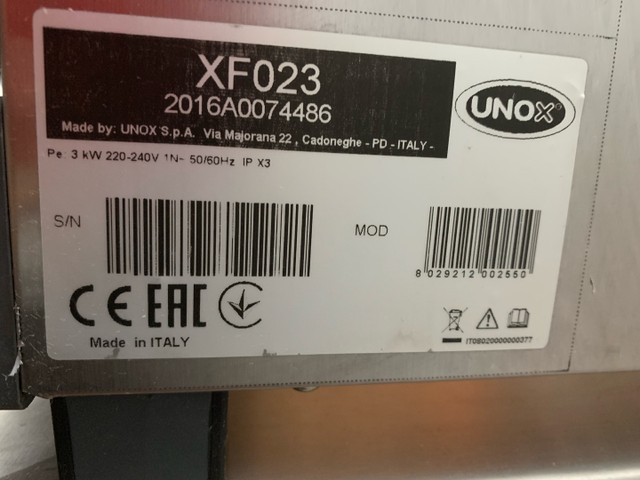 XF023
2016A0074486
Made by: UNOX S.p.A. Via Majorana 22 , Cadoneghe - PD - ITALY -
UNOX®
Pe: 3 kW 220-240V 1N~ 50/60Hz IP X3
S/N
MOD
8 029212 002550
CE EAC
Made in ITALY
IT08020000000377